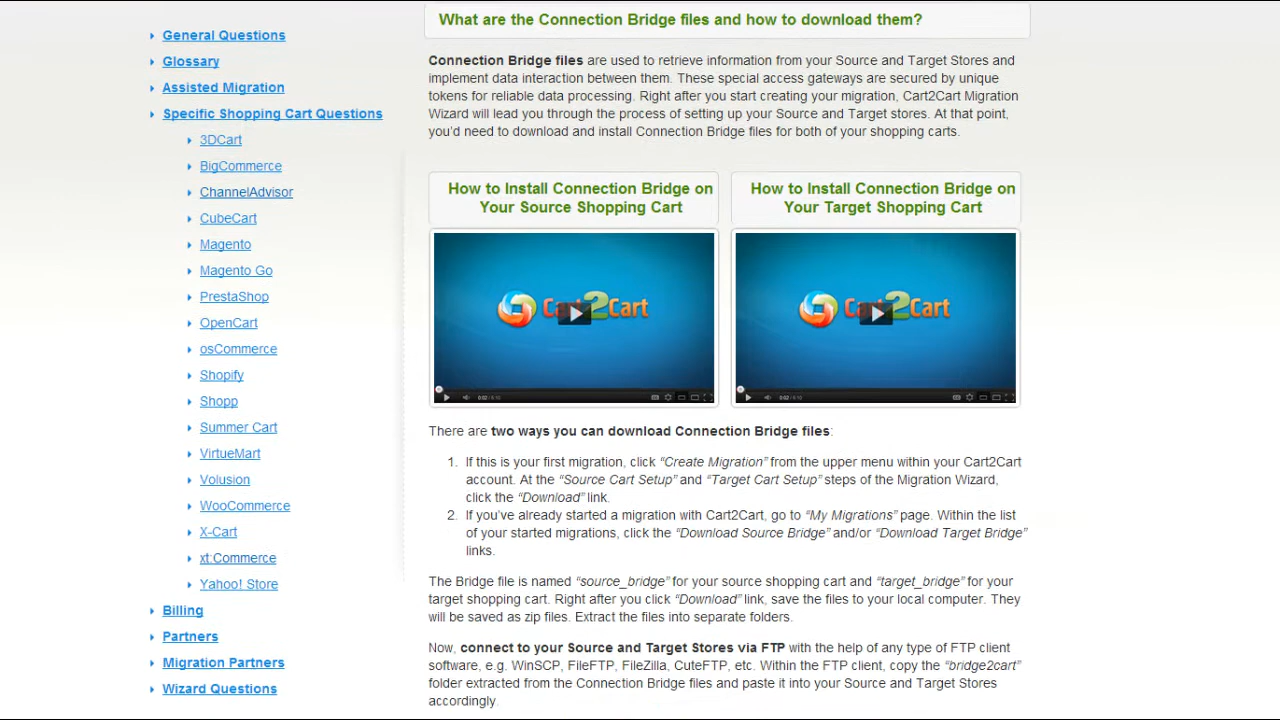 General Questions
Glossary
Assisted Migration
Specific Shopping Cart Questions
3DCart
BigCommerce
ChannelAdvisor
CubeCart
Magento
Magento Go
PrestaShop
OpenCart
osCommerce
Shopify
Shopp
Summer Cart
VirtueMart
Volusion
WooCommerce
X-Cart
xt:Commerce
Yahoo! Store
Billing
Partners
Migration Partners
Wizard Questions
What are the Connection Bridge files and how to download them?
Connection Bridge files are used to retrieve information from your Source and Target Stores and
implement data interaction between them. These special access gateways are secured by unique
tokens for reliable data processing. Right after you start creating your migration, Cart2Cart Migration
Wizard will lead you through the process of setting up your Source and Target stores. At that point,
you'd need to download and install Connection Bridge files for both of your shopping carts.
How to Install Connection Bridge on
Your Source Shopping Cart
Cart2Cart
How to Install Connection Bridge on
Your Target Shopping Cart
Cart2Cart
There are two ways you can download Connection Bridge files:
1. If this is your first migration, click “Create Migration” from the upper menu within your Cart2Cart
account. At the “Source Cart Setup” and “Target Cart Setup” steps of the Migration Wizard,
click the “Download” link.
2. If you've already started a migration with Cart2Cart, go to “My Migrations” page. Within the list
of your started migrations, click the “Download Source Bridge” and/or “Download Target Bridge”
links.
The Bridge file is named “source_bridge” for your source shopping cart and “target_bridge” for your
target shopping cart. Right after you click “Download” link, save the files to your local computer. They
will be saved as zip files. Extract the files into separate folders.
Now, connect to your Source and Target Stores via FTP with the help of any type of FTP client
software, e.g. WinSCP, FileFTP, FileZilla, CuteFTP, etc. Within the FTP client, copy the “bridge2cart”
folder extracted from the Connection Bridge files and paste it into your Source and Target Stores
accordingly.